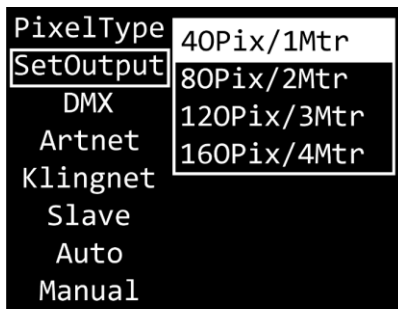 PixelType
SetOutput
DMX
Artnet
Klingnet
Slave
Auto
Manual
40Pix/1Mtr
80Pix/2Mtr
120Pix/3Mtr
160Pix/4Mtr